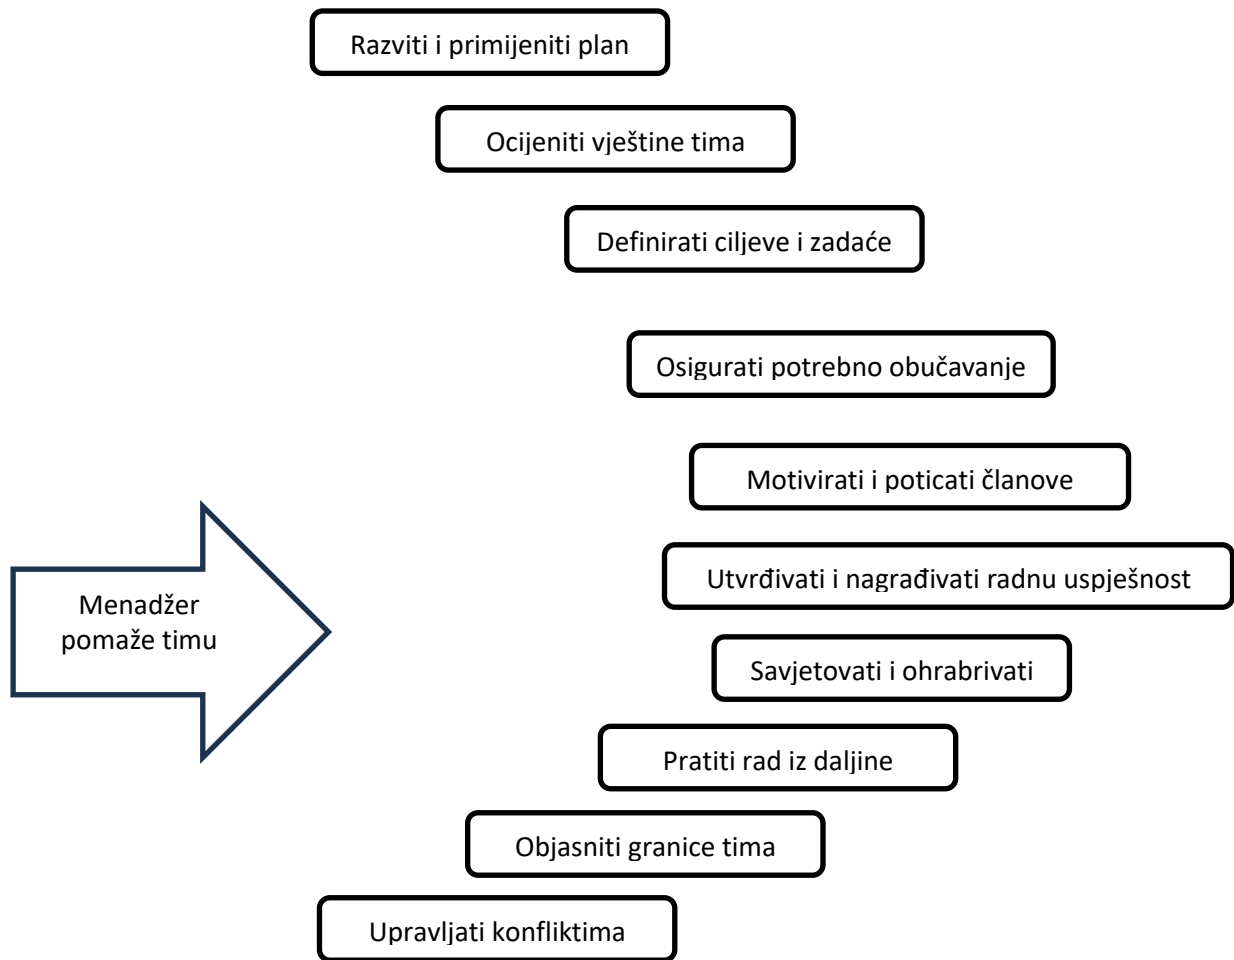 Razviti i primijeniti plan
Ocijeniti vještine tima
Definirati ciljeve i zadaće
Osigurati potrebno obučavanje
Motivirati i poticati članove
Utvrđivati i nagrađivati radnu uspješnost
Menadžer
pomaže timu
Savjetovati i ohrabrivati
Pratiti rad iz daljine
Objasniti granice tima
Upravljati konfliktima